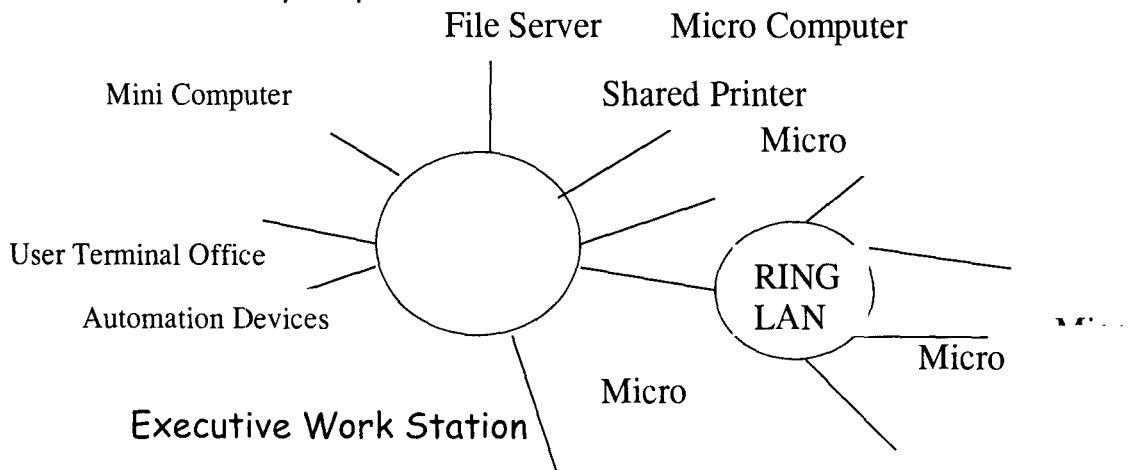 File Server Micro Computer
Mini Computer Shared Printer
Micro
User Terminal Office
RING
LAN
Automation Devices
Micro
Micro
Executive Work Station